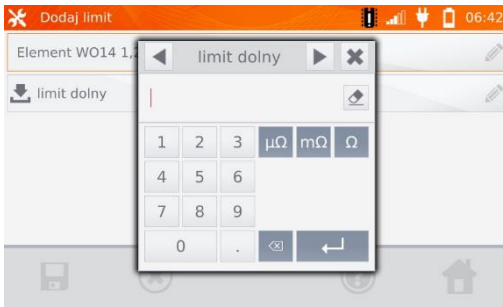 Dodaj limit 06:42
Element WO14 1,
limit dolny
limit dolny
1 2 3 μΩ mΩ Ω
4 5 6
7 8 9
0 .